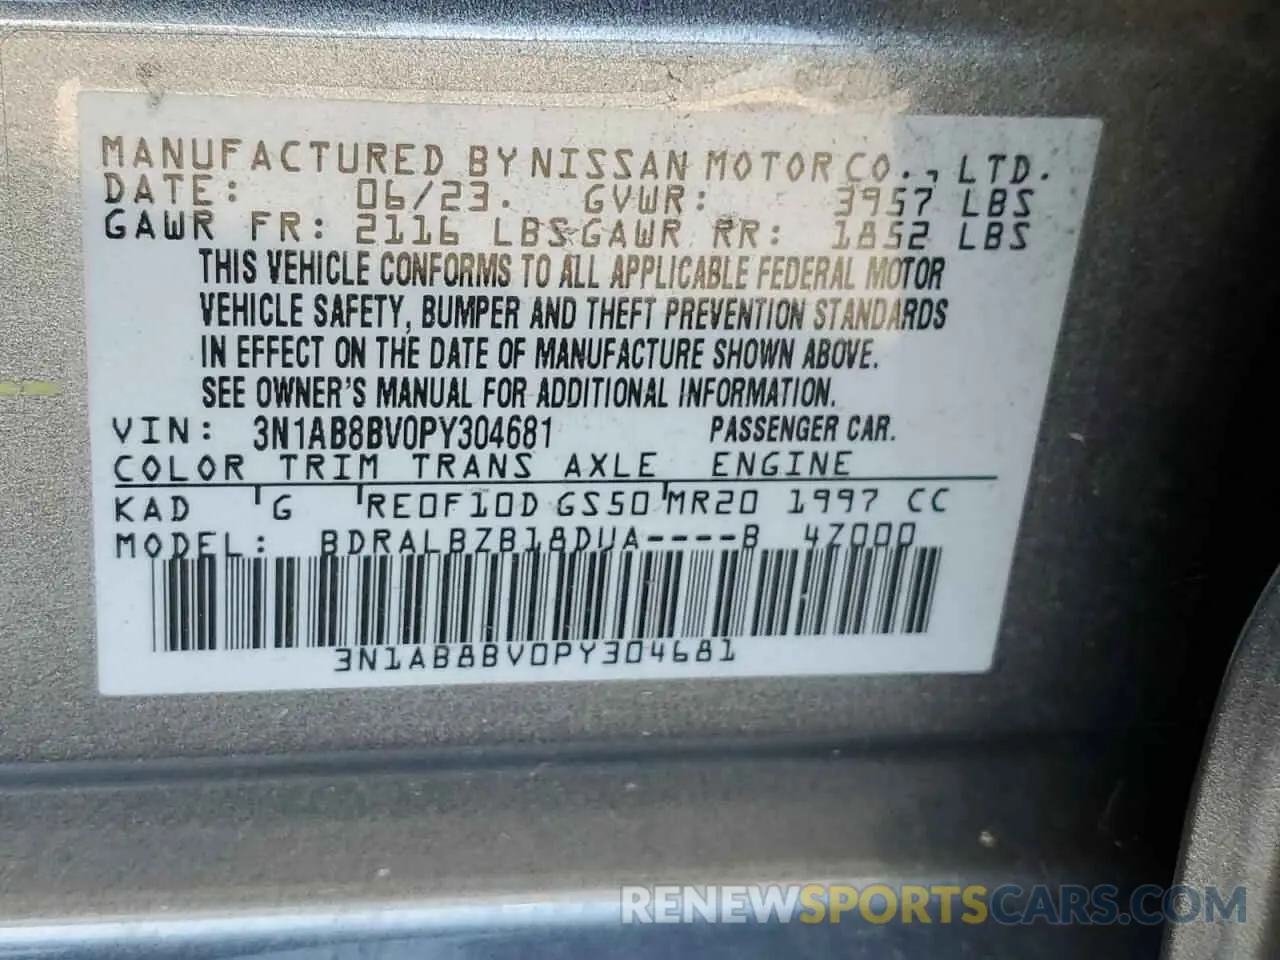 MANUFACTURED BY NISSAN MOTOR CO., LTD.
DATE: 06/23. GVWR: 3957 LBS
GAWR FR: 2116 LBS GAWR RR: 1852 LBS
THIS VEHICLE CONFORMS TO ALL APPLICABLE FEDERAL MOTOR
VEHICLE SAFETY, BUMPER AND THEFT PREVENTION STANDARDS
IN EFFECT ON THE DATE OF MANUFACTURE SHOWN ABOVE.
SEE OWNER'S MANUAL FOR ADDITIONAL INFORMATION.
VIN: 3N1AB8BV0PY304681 PASSENGER CAR.
COLOR TRIM TRANS AXLE ENGINE
KAD G RE0F10D GS50 MR20 1997 CC
MODEL: BDRALBZB18DUA----B 4Z000
3N1AB8BV0PY304681
RENEWSPORTSCARS.COM